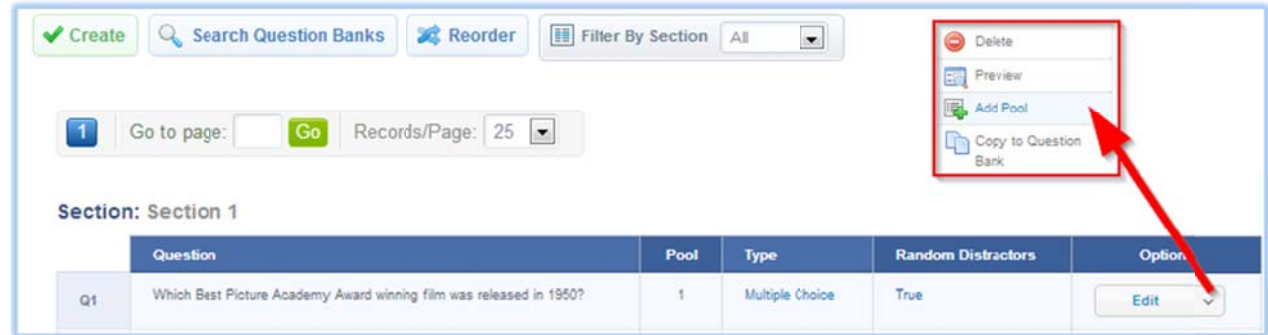 Create Search Question Banks Reorder Filter By Section All
Delete
Preview
Add Pool
Copy to Question
Bank
1 Go to page: Go Records/Page: 25
Section: Section 1
Question Pool Type Random Distractors Option
Q1 Which Best Picture Academy Award winning film was released in 1950? 1 Multiple Choice True Edit